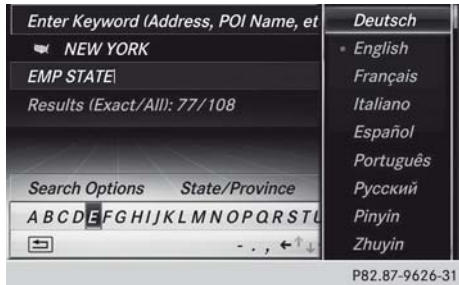 Enter Keyword (Address, POI Name, et
NEW YORK
EMP STATE
Results (Exact/All): 77/108
Search Options State/Province
A B C D E F G H I J K L M N O P Q R S T U
- . , ←↑↓
Deutsch
English
Français
Italiano
Español
Português
Русский
Pinyin
Zhuyin
P82.87-9626-31